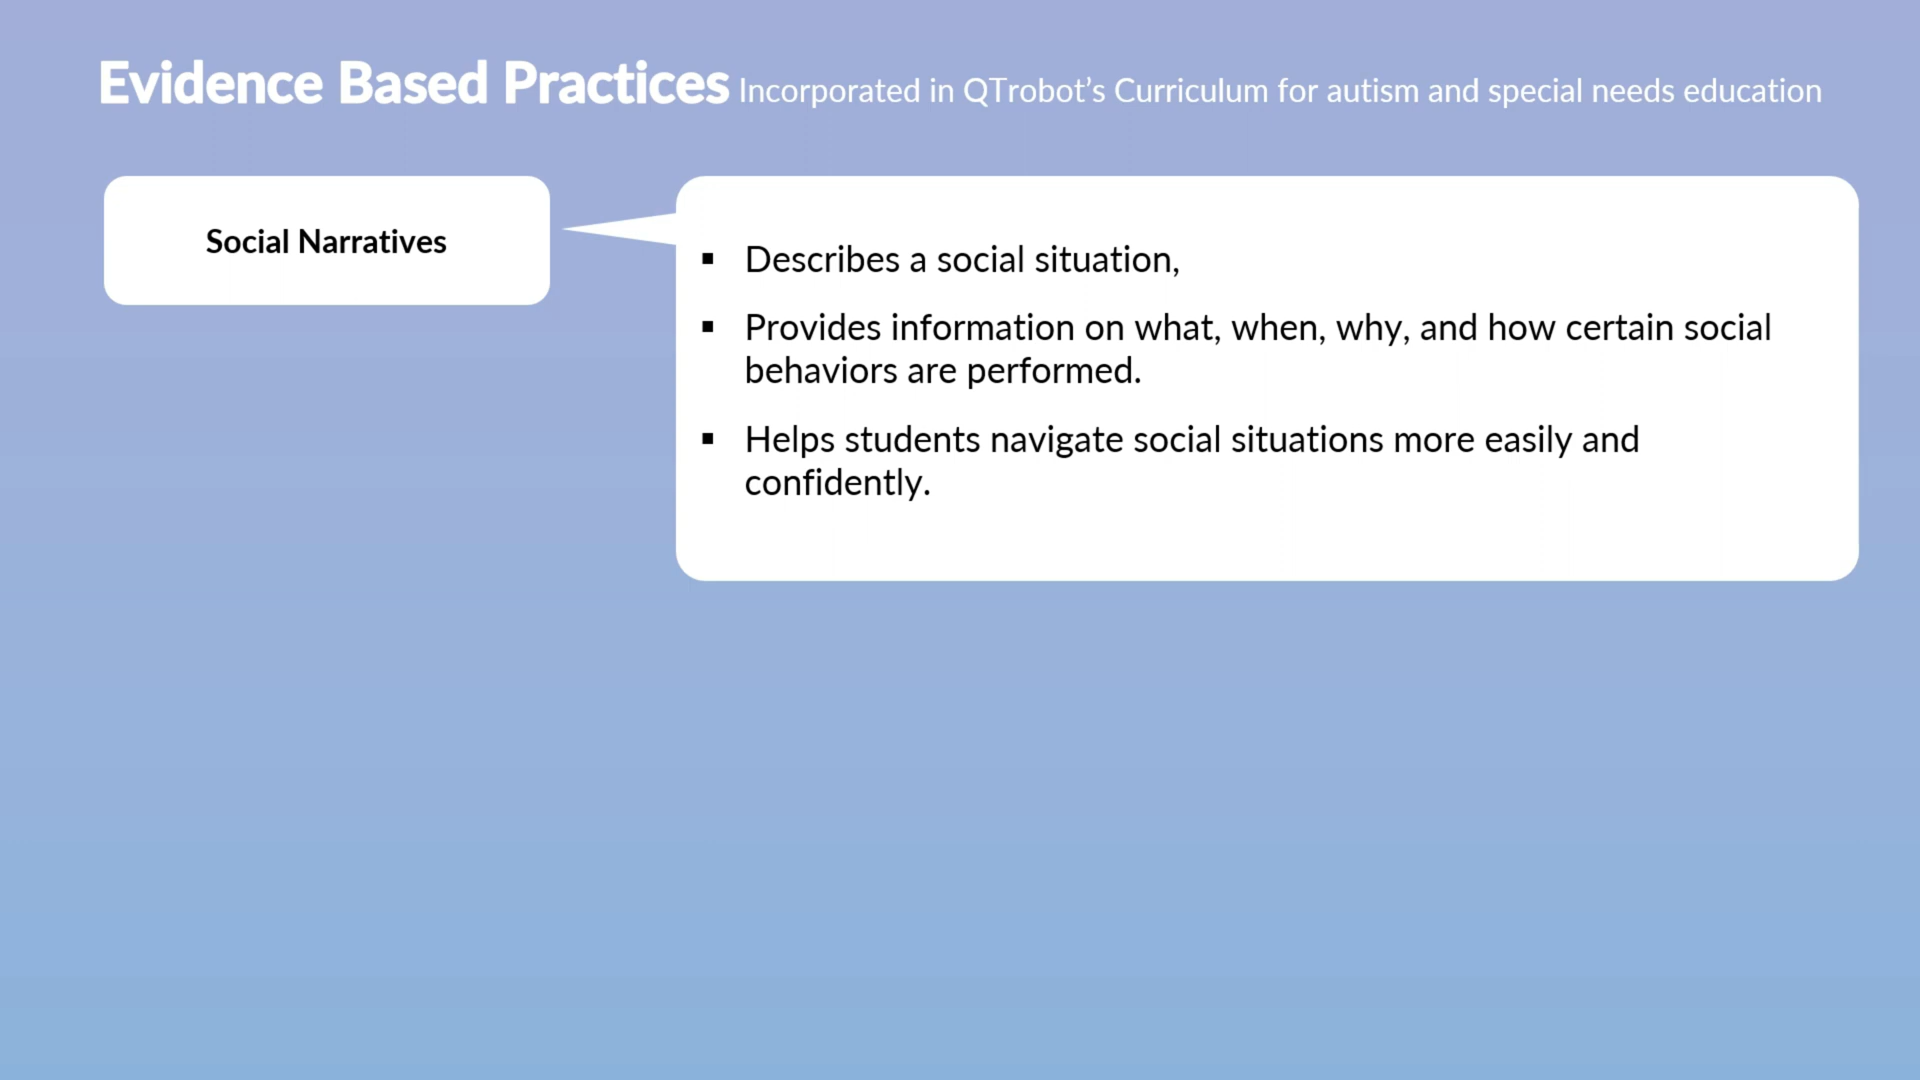 Evidence Based Practices Incorporated in QTrobot’s Curriculum for autism and special needs education
Social Narratives
▪ Describes a social situation,
▪ Provides information on what, when, why, and how certain social
behaviors are performed.
▪ Helps students navigate social situations more easily and
confidently.